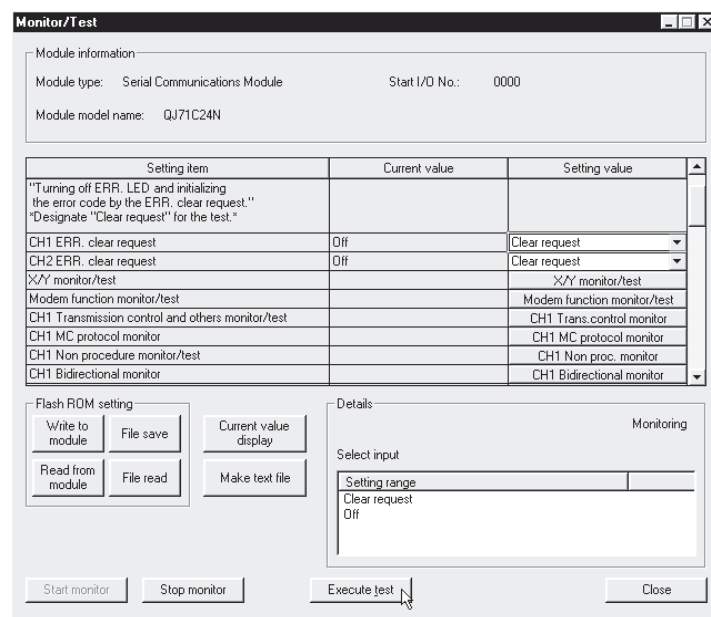 Monitor/Test
Module information
Module type: Serial Communications Module Start I/O No.: 0000
Module model name: QJ71C24N
Setting item Current value Setting value
"Turning off ERR. LED and initializing
the error code by the ERR. clear request."
*Designate "Clear request" for the test.*
CH1 ERR. clear request Off Clear request
CH2 ERR. clear request Off Clear request
X/Y monitor/test X/Y monitor/test
Modem function monitor/test Modem function monitor/test
CH1 Transmission control and others monitor/test CH1 Trans.control monitor
CH1 MC protocol monitor CH1 MC protocol monitor
CH1 Non procedure monitor/test CH1 Non proc. monitor
CH1 Bidirectional monitor CH1 Bidirectional monitor
Flash ROM setting
Write to
module
File save
Read from
module
File read
Current value
display
Make text file
Details
Monitoring
Select input
Setting range
Clear request
Off
Start monitor Stop monitor Execute test Close